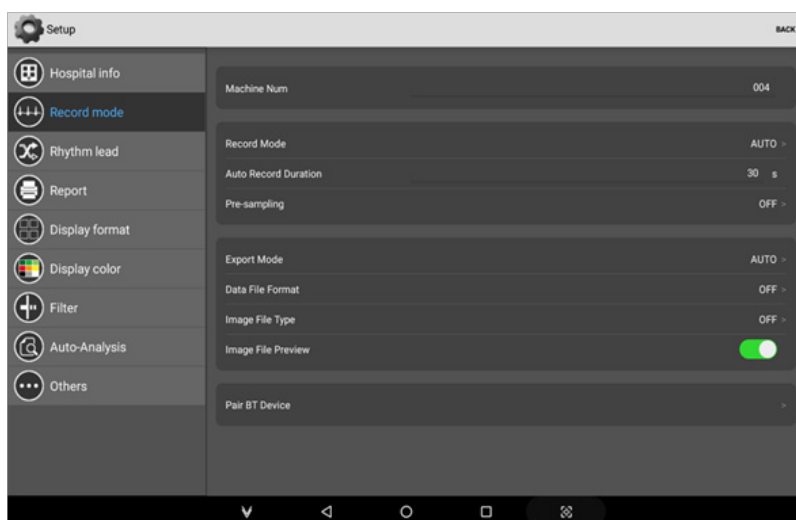 Setup
BACK
Hospital info
Record mode
Rhythm lead
Report
Display format
Display color
Filter
Auto-Analysis
Others
Machine Num 004
Record Mode AUTO >
Auto Record Duration 30 s
Pre-sampling OFF >
Export Mode AUTO >
Data File Format OFF >
Image File Type OFF >
Image File Preview
Pair BT Device >